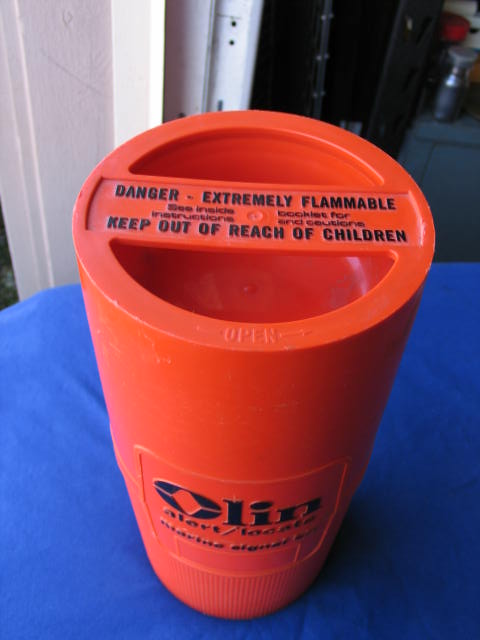 DANGER - EXTREMELY FLAMMABLE
See inside booklet for
instructions and cautions
KEEP OUT OF REACH OF CHILDREN
OPEN
Olin
alert/locate
marine signal kit